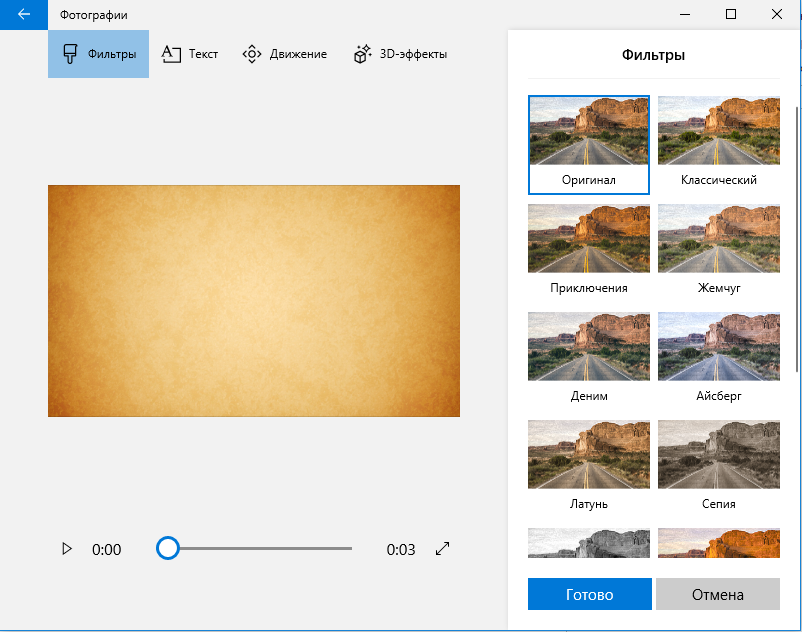 Фотографии
Фильтры
Текст
Движение
3D-эффекты
Фильтры
Оригинал
Классический
Приключения
Жемчуг
Деним
Айсберг
Латунь
Сепия
0:00
0:03
Готово
Отмена